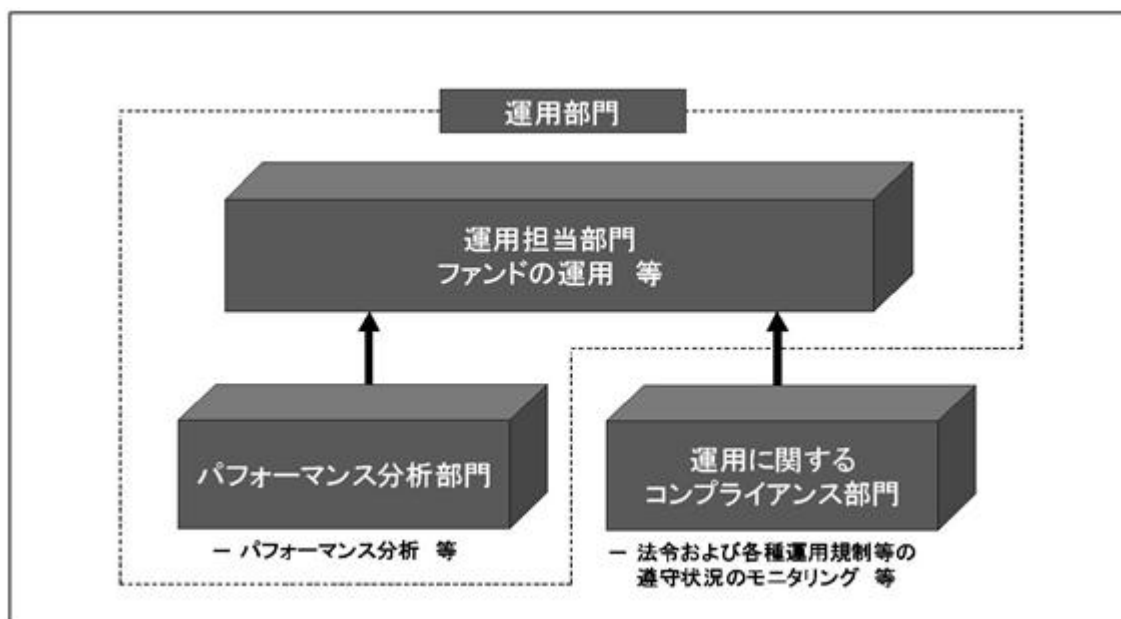 運用部門
運用担当部門
ファンドの運用 等
パフォーマンス分析部門
－ パフォーマンス分析 等
運用に関する
コンプライアンス部門
－ 法令および各種運用規制等の
遵守状況のモニタリング 等